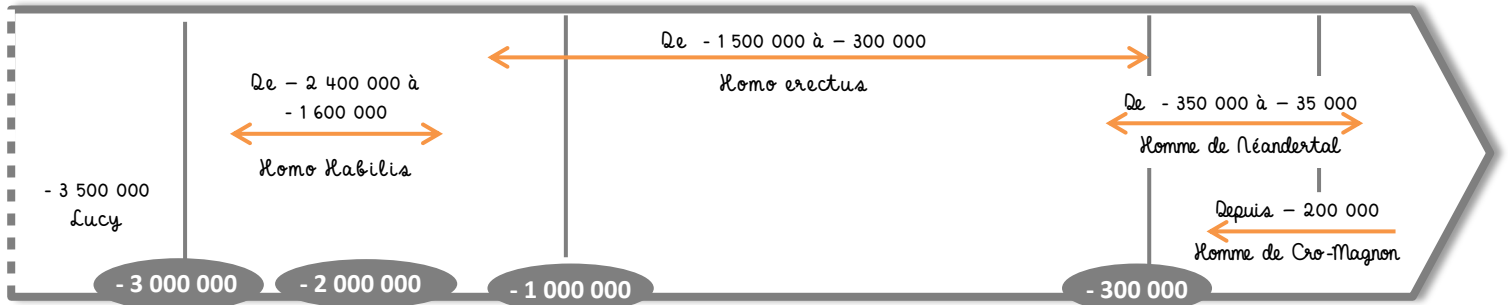 De - 1 500 000 à – 300 000
Homo erectus
De – 2 400 000 à
- 1 600 000
Homo Habilis
De - 350 000 à – 35 000
Homme de Néandertal
- 3 500 000
Lucy
Depuis – 200 000
Homme de Cro-Magnon
- 3 000 000
- 2 000 000
- 1 000 000
- 300 000